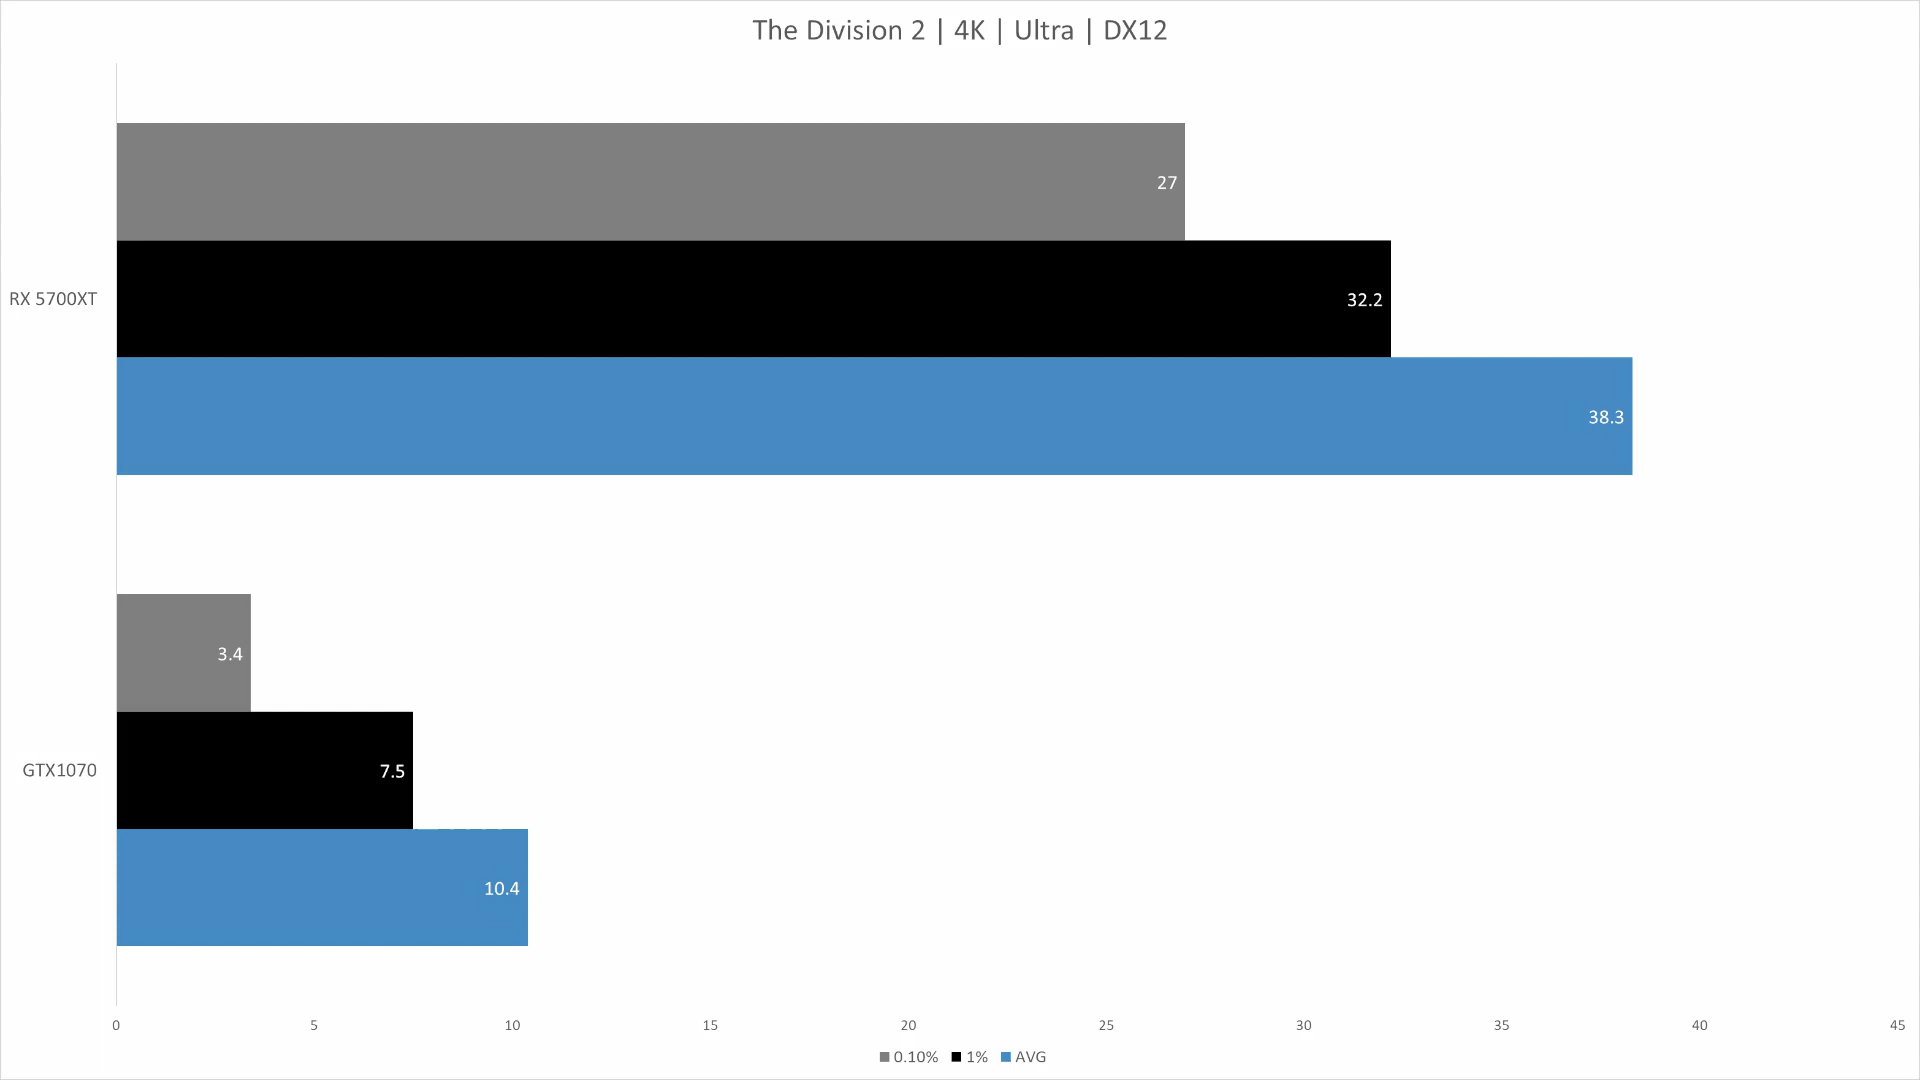 The Division 2 | 4K | Ultra | DX12
27
RX 5700XT
32.2
38.3
3.4
GTX1070
7.5
10.4
0 5 10 15 20 25 30 35 40 45
0.10% 1% AVG